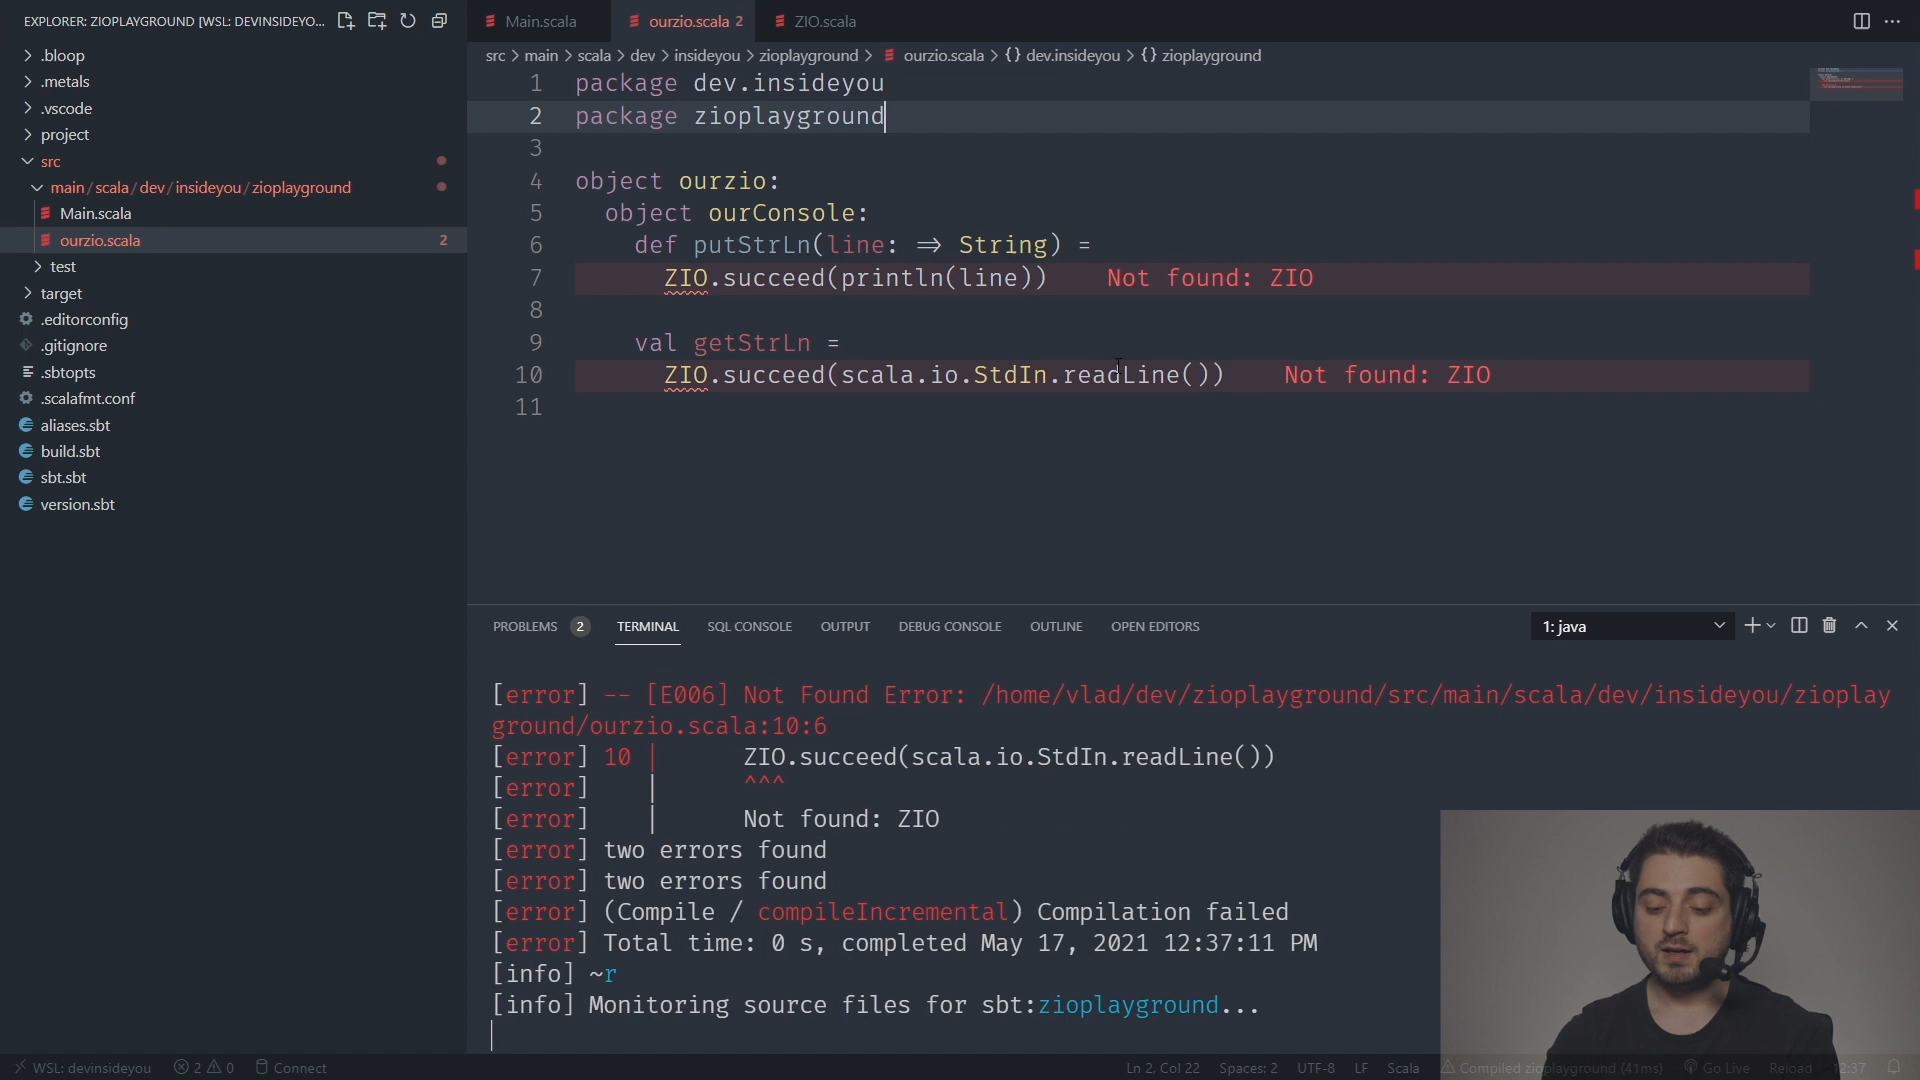 EXPLORER: ZIOPLAYGROUND [WSL: DEVINSIDEYO...
.bloop
.metals
.vscode
project
src
main / scala / dev / insideyou / zioplayground
Main.scala
ourzio.scala 2
test
target
.editorconfig
.gitignore
.sbtopts
.scalafmt.conf
aliases.sbt
build.sbt
sbt.sbt
version.sbt
Main.scala ourzio.scala 2 ZIO.scala
src > main > scala > dev > insideyou > zioplayground > ourzio.scala > {} dev.insideyou > {} zioplayground
1 package dev.insideyou
2 package zioplayground
3
4 object ourzio:
5 object ourConsole:
6 def putStrLn(line: ⇒ String) =
7 ZIO.succeed(println(line)) Not found: ZIO
8
9 val getStrLn =
10 ZIO.succeed(scala.io.StdIn.readLine()) Not found: ZIO
11
PROBLEMS 2 TERMINAL SQL CONSOLE OUTPUT DEBUG CONSOLE OUTLINE OPEN EDITORS 1: java
[error] -- [E006] Not Found Error: /home/vlad/dev/zioplayground/src/main/scala/dev/insideyou/zioplay
ground/ourzio.scala:10:6
[error] 10 | ZIO.succeed(scala.io.StdIn.readLine())
[error] | ^^^
[error] | Not found: ZIO
[error] two errors found
[error] two errors found
[error] (Compile / compileIncremental) Compilation failed
[error] Total time: 0 s, completed May 17, 2021 12:37:11 PM
[info] ~r
[info] Monitoring source files for sbt:zioplayground...
WSL: devinsideyou 2 0 Connect Ln 2, Col 22 Spaces: 2 UTF-8 LF Scala Compiled zioplayground (41ms) Go Live Reload 12:37